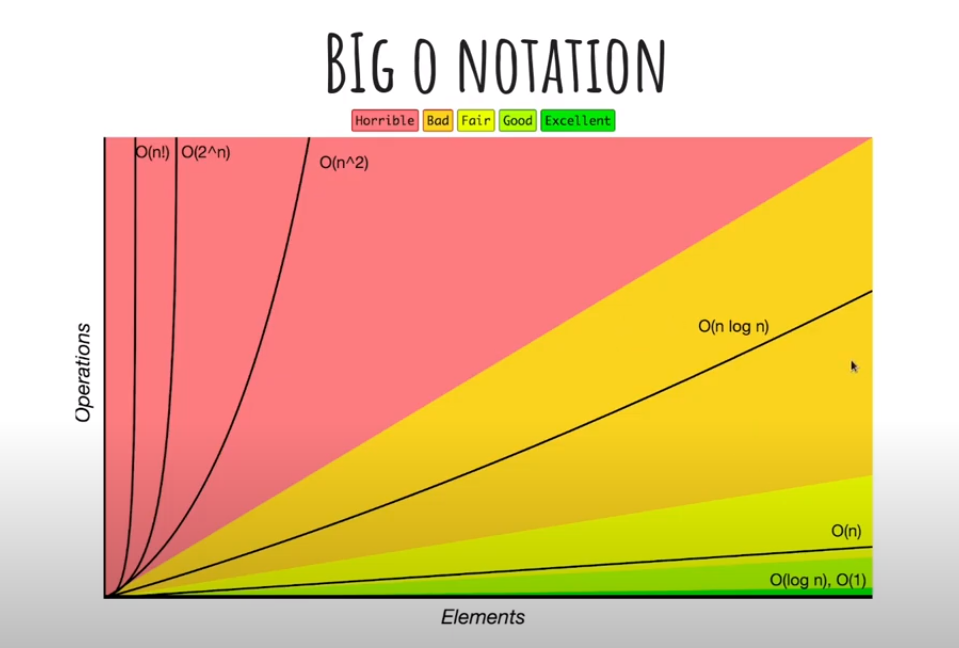 BIg O NOTATION
Horrible Bad Fair Good Excellent
O(n!) O(2^n)
O(n^2)
O(n log n)
Operations
O(n)
O(log n), O(1)
Elements